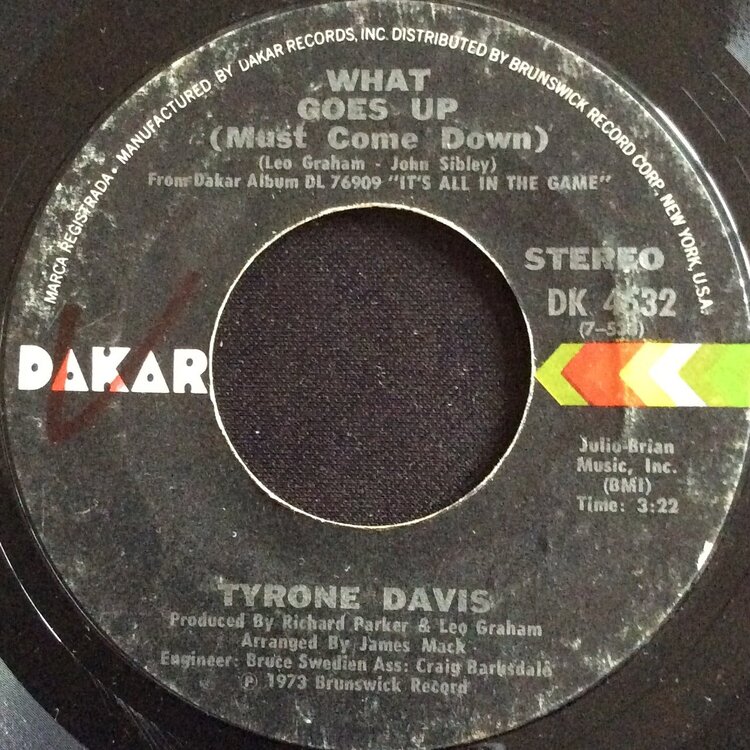 MARCA REGISTRADA • MANUFACTURED BY DAKAR RECORDS, INC. DISTRIBUTED BY BRUNSWICK RECORD CORP., NEW YORK, U.S.A.
WHAT
GOES UP
(Must Come Down)
(Leo Graham - John Sibley)
From Dakar Album DL 76909 "IT'S ALL IN THE GAME"
STEREO
DK 4532
DAKAR
Julio-Brian
Music, Inc.
(BMI)
Time: 3:22
TYRONE DAVIS
Produced By Richard Parker & Leo Graham
Arranged By James Mack
Engineer: Bruce Swedien Ass: Craig Barksdale
℗ 1973 Brunswick Record